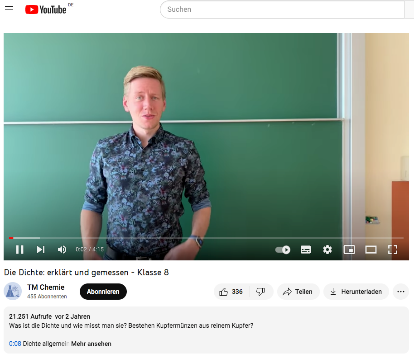 YouTube DE
Suchen
0:02 / 4:15
Die Dichte: erklärt und gemessen - Klasse 8
TM Chemie
455 Abonnenten
Abonnieren
336
Teilen
Herunterladen
21.251 Aufrufe vor 2 Jahren
Was ist die Dichte und wie misst man sie? Bestehen Kupfermünzen aus reinem Kupfer?
0:08 Dichte allgemein Mehr ansehen